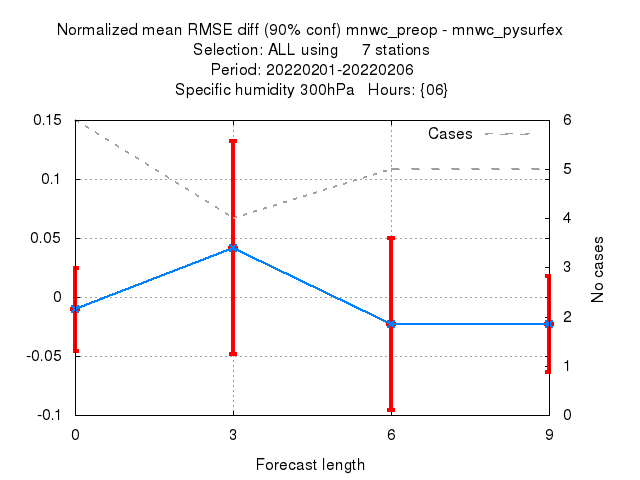 Normalized mean RMSE diff (90% conf) mnwc_preop - mnwc_pysurfex
Selection: ALL using 7 stations
Period: 20220201-20220206
Specific humidity 300hPa Hours: {06}
Cases
0.15
0.1
0.05
0
-0.05
-0.1
6
5
4
3
2
1
0
No cases
0 3 6 9
Forecast length